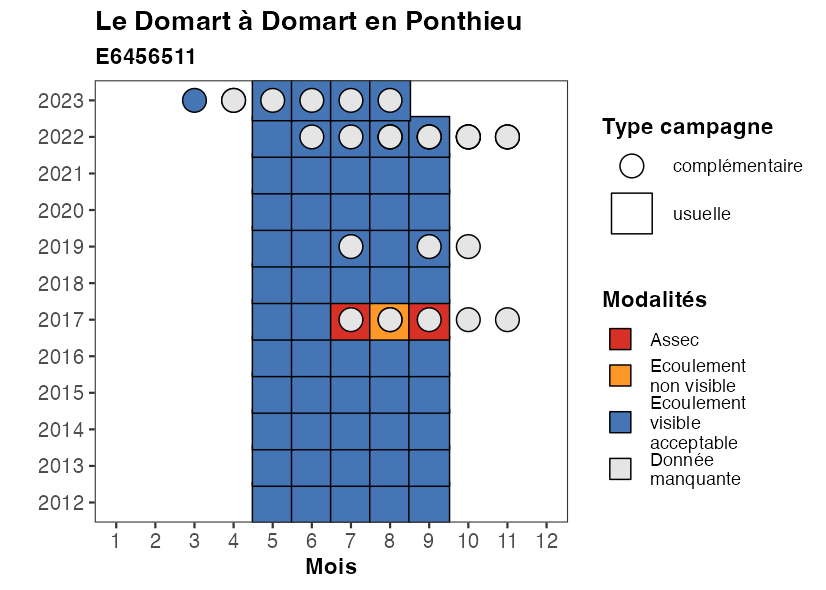 Le Domart à Domart en Ponthieu
E6456511
2023
2022
2021
2020
2019
2018
2017
2016
2015
2014
2013
2012
1 2 3 4 5 6 7 8 9 10 11 12
Mois
Type campagne
complémentaire
usuelle
Modalités
Assec
Ecoulement
non visible
Ecoulement
visible
acceptable
Donnée
manquante